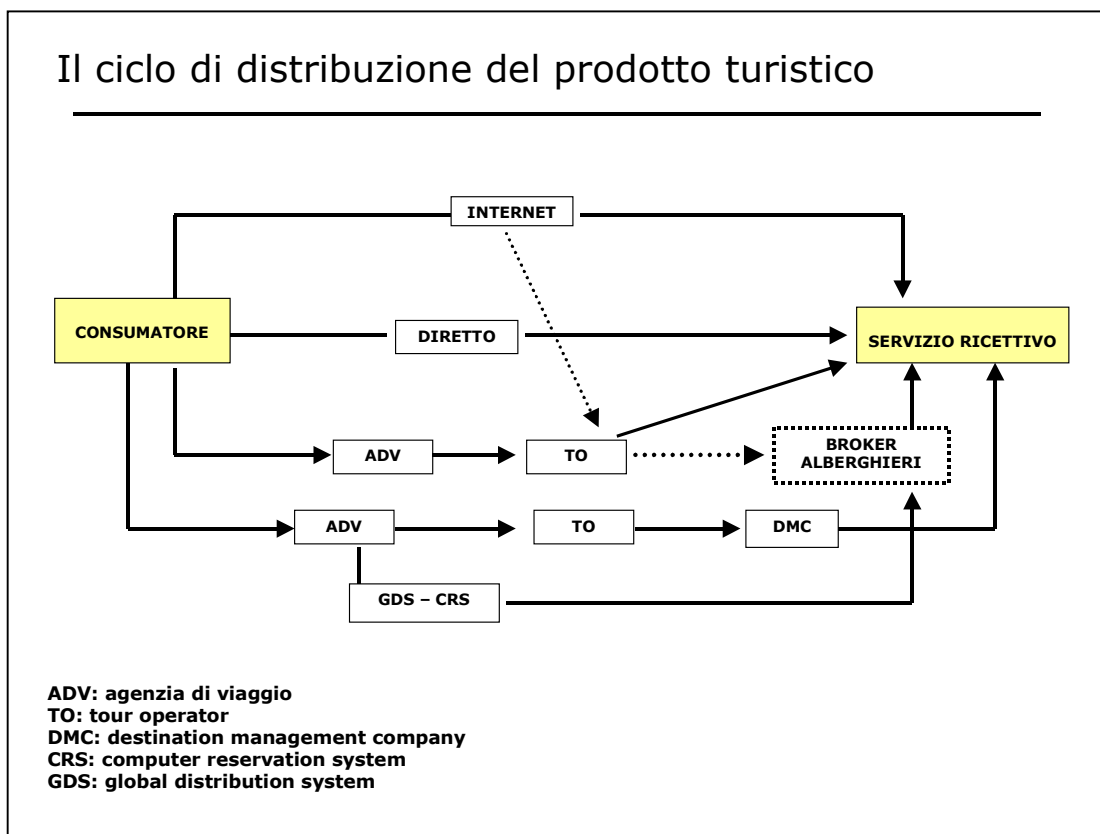 Il ciclo di distribuzione del prodotto turistico
INTERNET
CONSUMATORE
DIRETTO
SERVIZIO RICETTIVO
ADV
TO
BROKER
ALBERGHIERI
ADV
TO
DMC
GDS – CRS
ADV: agenzia di viaggio
TO: tour operator
DMC: destination management company
CRS: computer reservation system
GDS: global distribution system